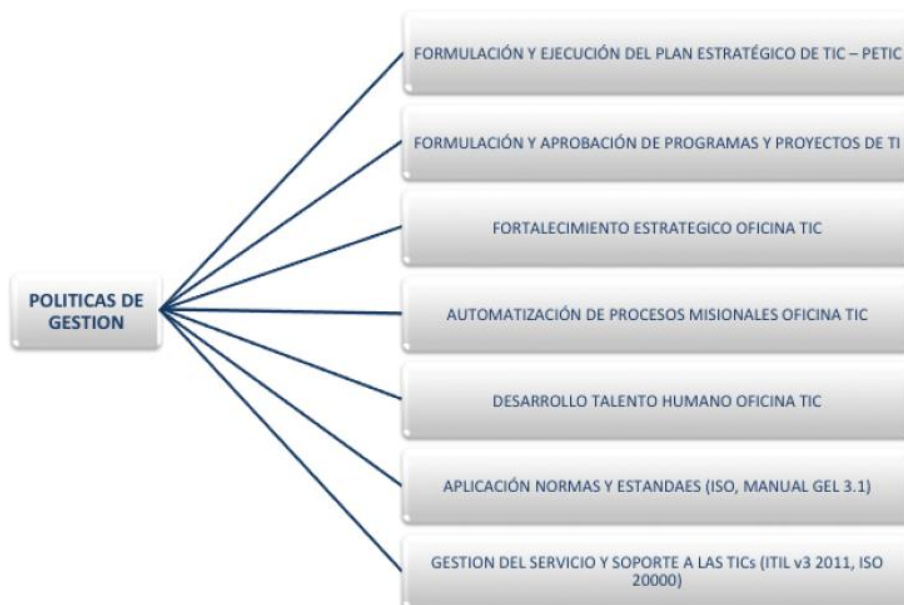 FORMULACIÓN Y EJECUCIÓN DEL PLAN ESTRATÉGICO DE TIC – PETIC
FORMULACIÓN Y APROBACIÓN DE PROGRAMAS Y PROYECTOS DE TI
FORTALECIMIENTO ESTRATEGICO OFICINA TIC
POLITICAS DE
GESTION
AUTOMATIZACIÓN DE PROCESOS MISIONALES OFICINA TIC
DESARROLLO TALENTO HUMANO OFICINA TIC
APLICACIÓN NORMAS Y ESTANDAES (ISO, MANUAL GEL 3.1)
GESTION DEL SERVICIO Y SOPORTE A LAS TICs (ITIL v3 2011, ISO
20000)